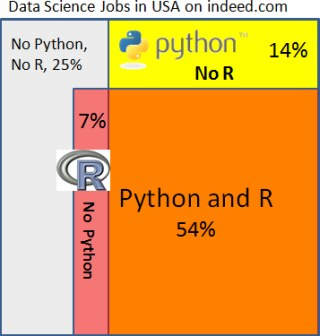 Data Science Jobs in USA on indeed.com
No Python,
No R, 25%
python™
14%
No R
7%
R
No Python
Python and R
54%